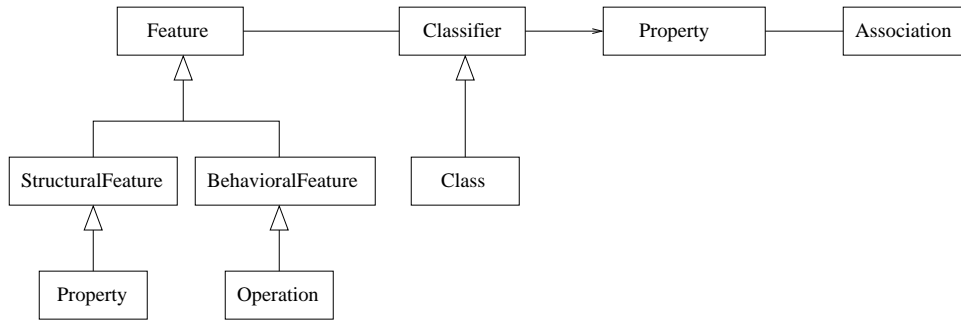 Feature
Classifier
Property
Association
StructuralFeature
BehavioralFeature
Class
Property
Operation